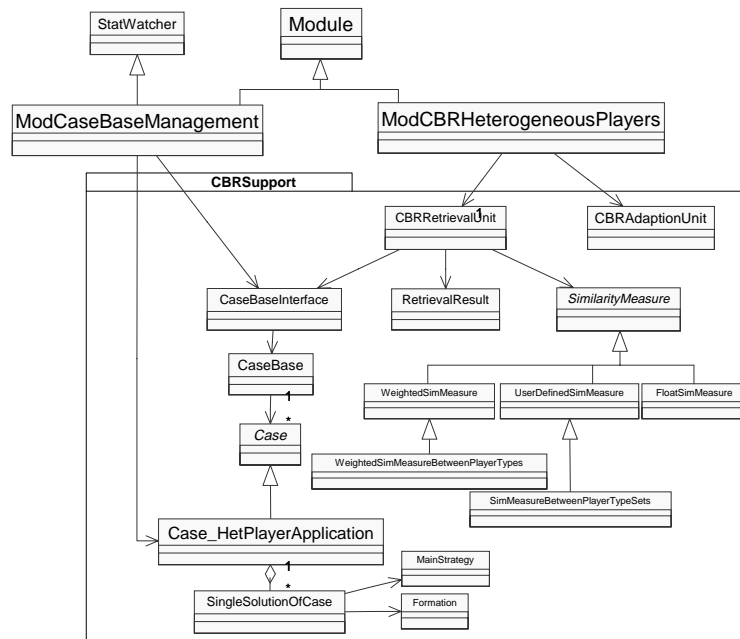 StatWatcher
Module
ModCaseBaseManagement
ModCBRHeterogeneousPlayers
CBRSupport
CBRRetrievalUnit
1
CBRAdaptionUnit
CaseBaseInterface
RetrievalResult
SimilarityMeasure
CaseBase
1
WeightedSimMeasure
UserDefinedSimMeasure
FloatSimMeasure
*
Case
WeightedSimMeasureBetweenPlayerTypes
SimMeasureBetweenPlayerTypeSets
Case_HetPlayerApplication
1
*
MainStrategy
SingleSolutionOfCase
Formation